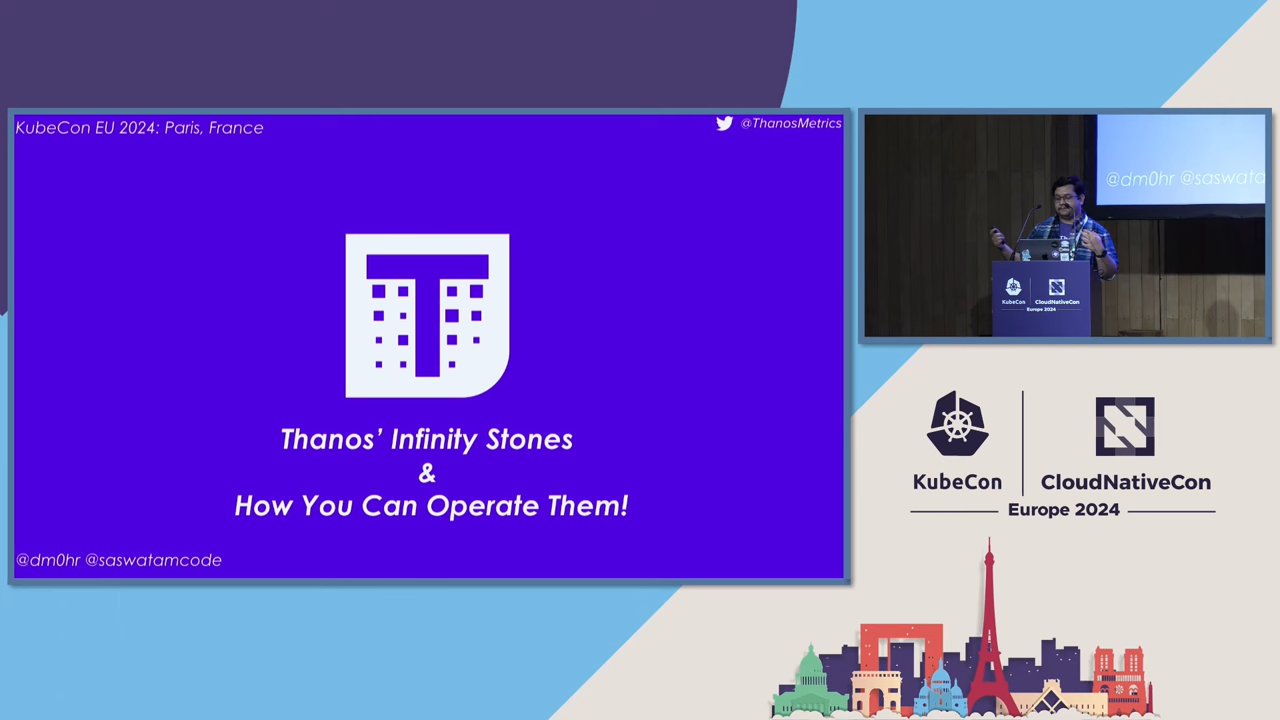 KubeCon EU 2024: Paris, France
@ThanosMetrics
Thanos' Infinity Stones
&
How You Can Operate Them!
@dm0hr @saswatamcode
@dm0hr @saswata
KubeCon
CloudNativeCon
Europe 2024
KubeCon
CloudNativeCon
Europe 2024